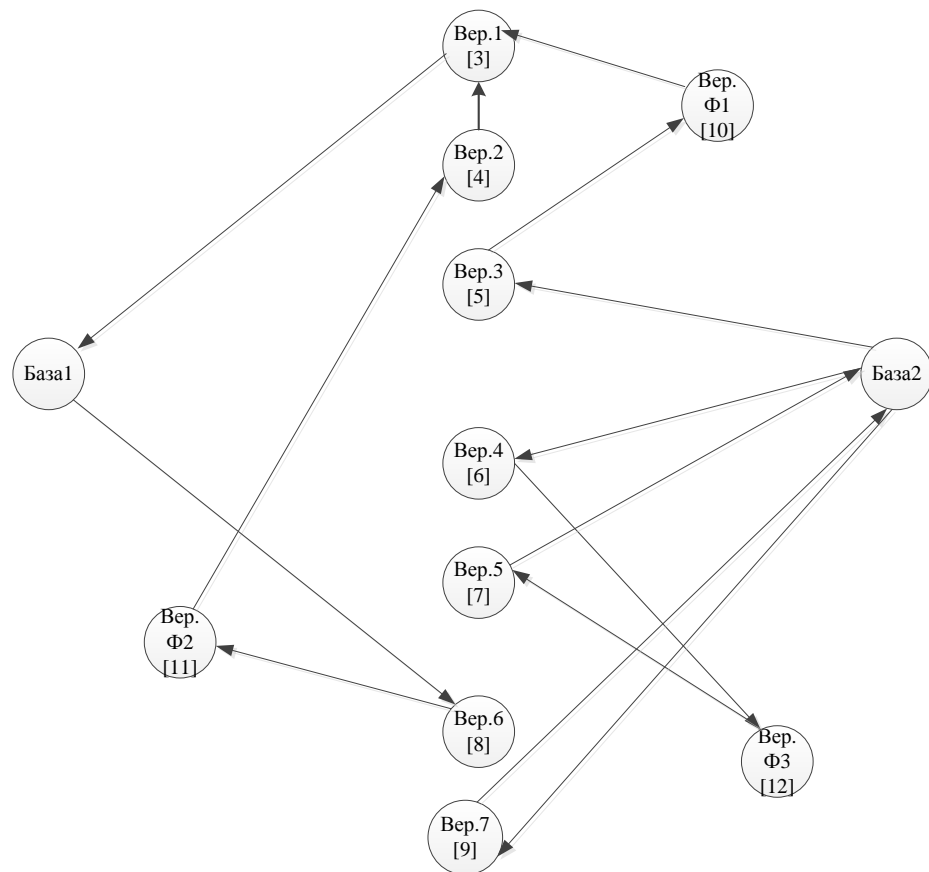 Вер.1
[3]
Вер.
Ф1
[10]
Вер.2
[4]
Вер.3
[5]
База1
База2
Вер.4
[6]
Вер.5
[7]
Вер.
Ф2
[11]
Вер.6
[8]
Вер.
Ф3
[12]
Вер.7
[9]